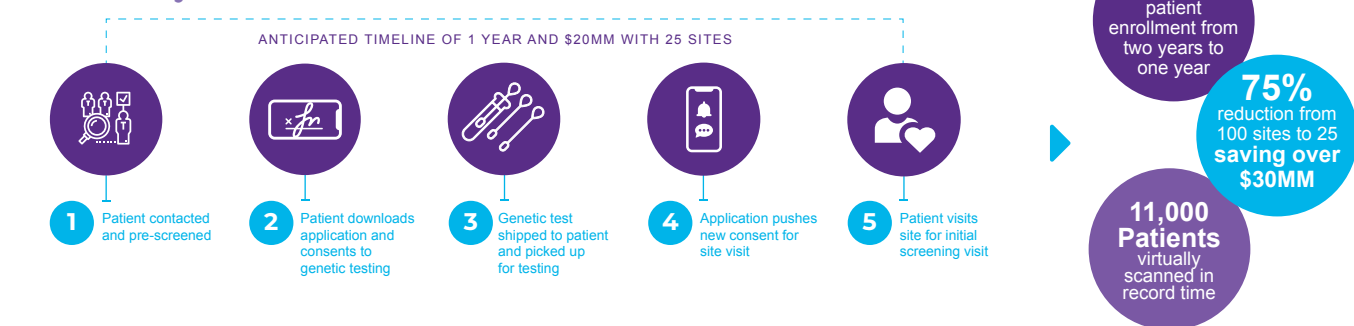 ANTICIPATED TIMELINE OF 1 YEAR AND $20MM WITH 25 SITES
1
Patient contacted
and pre-screened
2
Patient downloads
application and
consents to
genetic testing
3
Genetic test
shipped to patient
and picked up
for testing
4
Application pushes
new consent for
site visit
5
Patient visits
site for initial
screening visit
patient
enrollment from
two years to
one year
75%
reduction from
100 sites to 25
saving over
$30MM
11,000
Patients
virtually
scanned in
record time